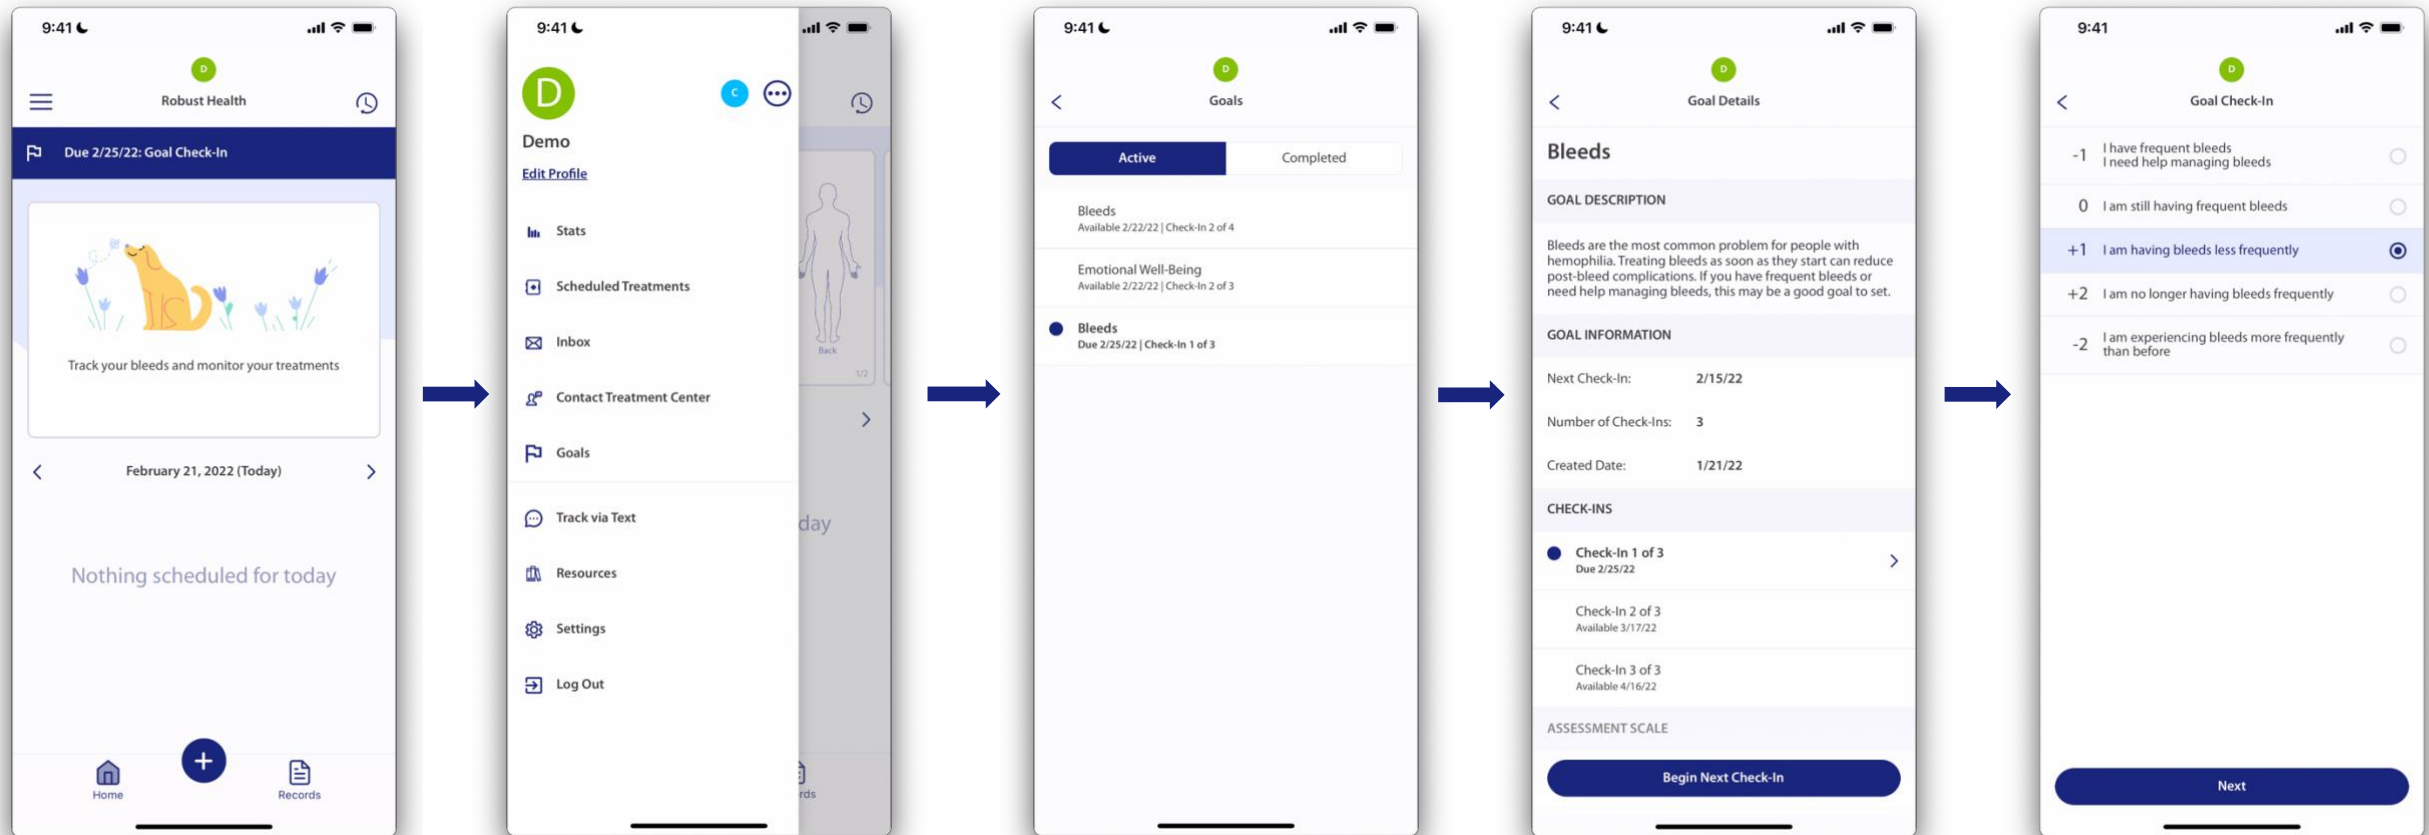 9:41
D
Robust Health
Due 2/25/22: Goal Check-In
Track your bleeds and monitor your treatments
February 21, 2022 (Today)
Nothing scheduled for today
Home
Records
9:41
D
C
Demo
Edit Profile
Stats
Scheduled Treatments
Inbox
Contact Treatment Center
Goals
Track via Text
Resources
Settings
Log Out
Back
1/2
day
rds
9:41
D
Goals
Active
Completed
Bleeds
Available 2/22/22 | Check-In 2 of 4
Emotional Well-Being
Available 2/22/22 | Check-In 2 of 3
Bleeds
Due 2/25/22 | Check-In 1 of 3
9:41
D
Goal Details
Bleeds
GOAL DESCRIPTION
Bleeds are the most common problem for people with
hemophilia. Treating bleeds as soon as they start can reduce
post-bleed complications. If you have frequent bleeds or
need help managing bleeds, this may be a good goal to set.
GOAL INFORMATION
Next Check-In: 2/15/22
Number of Check-Ins: 3
Created Date: 1/21/22
CHECK-INS
Check-In 1 of 3
Due 2/25/22
Check-In 2 of 3
Available 3/17/22
Check-In 3 of 3
Available 4/16/22
ASSESSMENT SCALE
Begin Next Check-In
9:41
D
Goal Check-In
-1 I have frequent bleeds
I need help managing bleeds
0 I am still having frequent bleeds
+1 I am having bleeds less frequently
+2 I am no longer having bleeds frequently
-2 I am experiencing bleeds more frequently
than before
Next